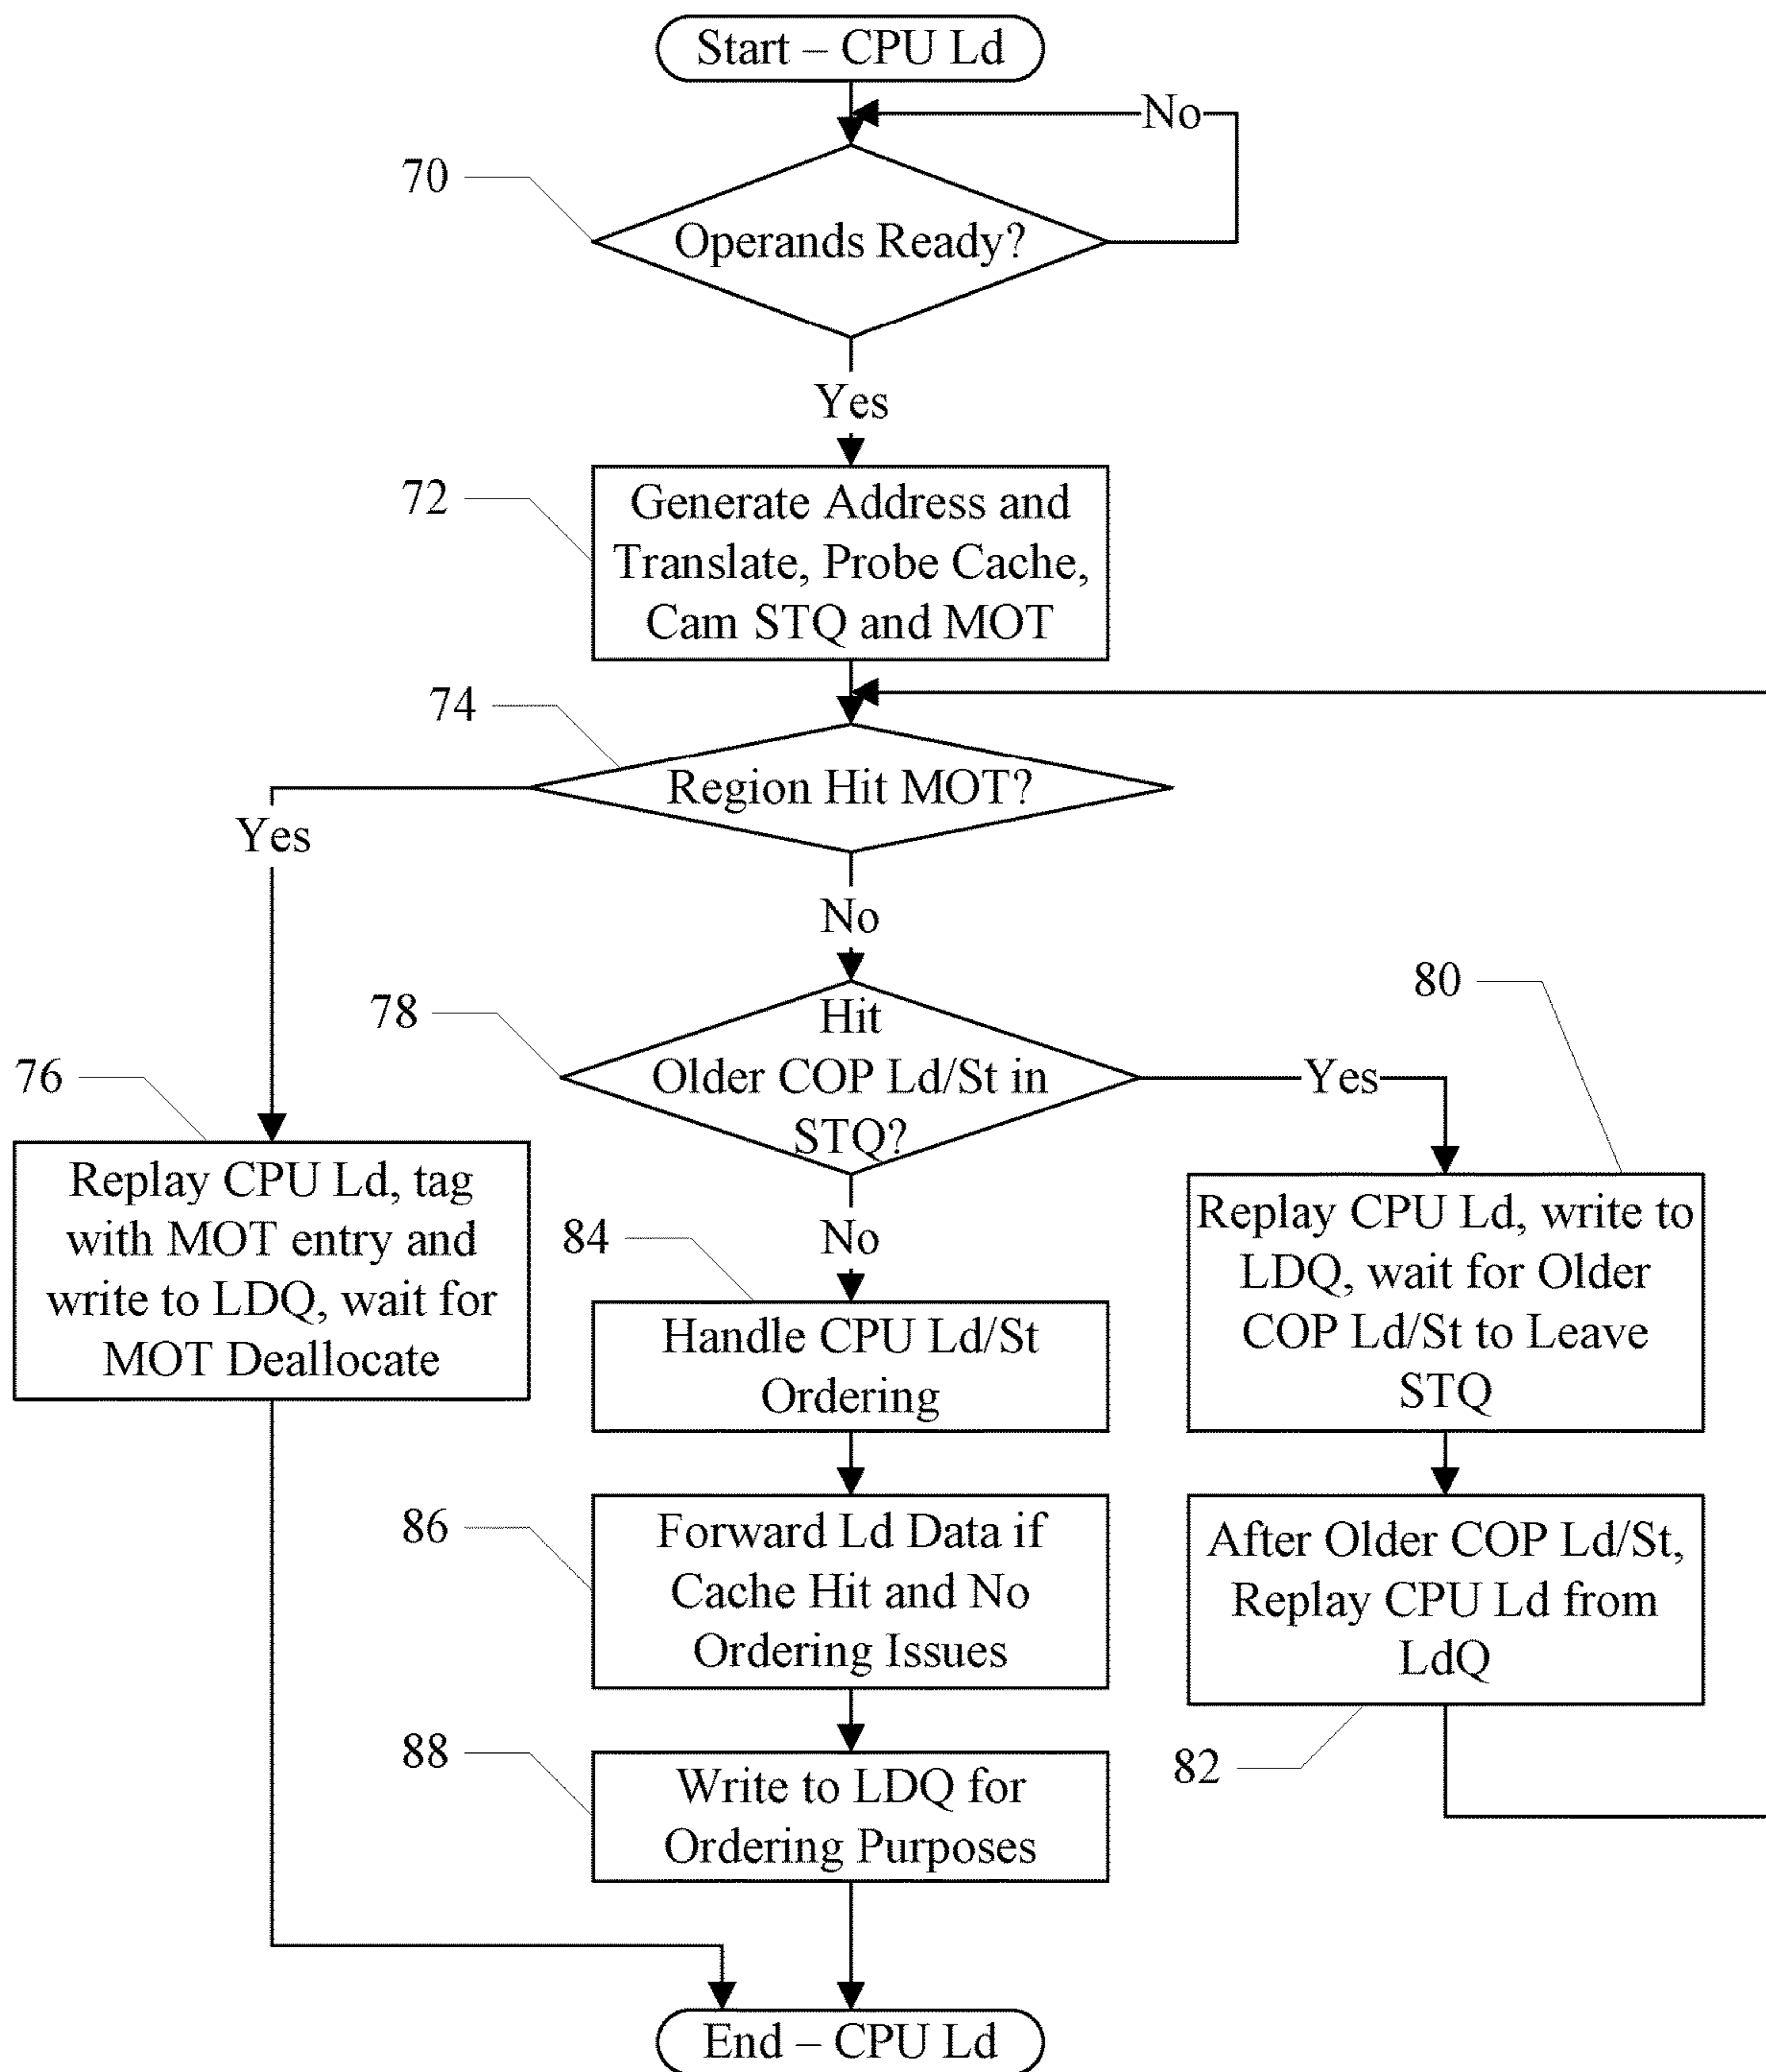 Start – CPU Ld
No
70
Operands Ready?
Yes
72
Generate Address and
Translate, Probe Cache,
Cam STQ and MOT
74
Region Hit MOT?
Yes
No
78
Hit
Older COP Ld/St in
STQ?
Yes
80
76
Replay CPU Ld, tag
with MOT entry and
write to LDQ, wait for
MOT Deallocate
No
84
Handle CPU Ld/St
Ordering
Replay CPU Ld, write to
LDQ, wait for Older
COP Ld/St to Leave
STQ
86
Forward Ld Data if
Cache Hit and No
Ordering Issues
After Older COP Ld/St,
Replay CPU Ld from
LdQ
82
88
Write to LDQ for
Ordering Purposes
End – CPU Ld